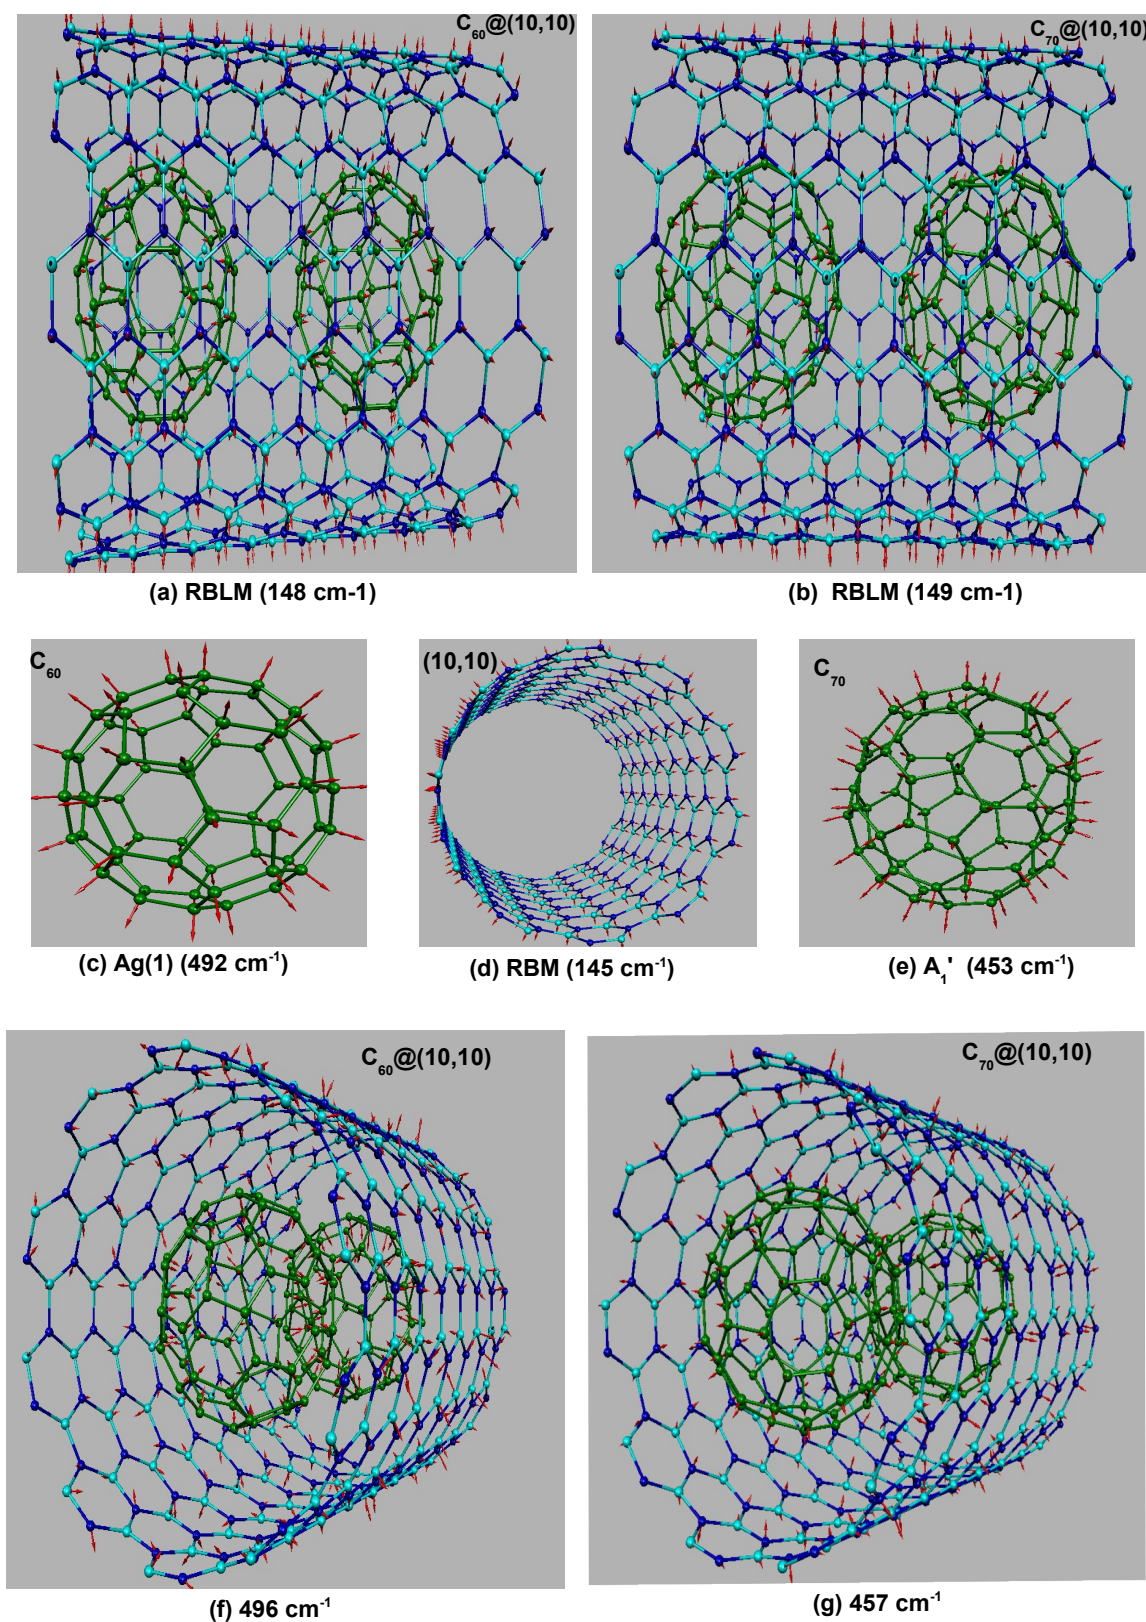 C₆₀@(10,10)
C₇₀@(10,10)
(a) RBLM (148 cm-1)
(b) RBLM (149 cm-1)
C₆₀
(10,10)
C₇₀
(c) Ag(1) (492 cm⁻¹)
(d) RBM (145 cm⁻¹)
(e) A₁' (453 cm⁻¹)
C₆₀@(10,10)
C₇₀@(10,10)
(f) 496 cm⁻¹
(g) 457 cm⁻¹